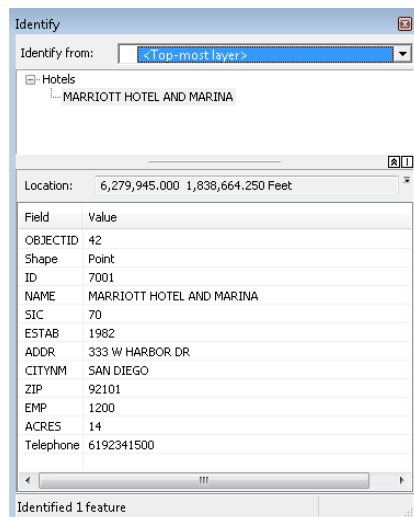 Identify
Identify from: <Top-most layer>
Hotels
MARRIOTT HOTEL AND MARINA
Location: 6,279,945.000 1,838,664.250 Feet
Field Value
OBJECTID 42
Shape Point
ID 7001
NAME MARRIOTT HOTEL AND MARINA
SIC 70
ESTAB 1982
ADDR 333 W HARBOR DR
CITYNM SAN DIEGO
ZIP 92101
EMP 1200
ACRES 14
Telephone 6192341500
Identified 1 feature